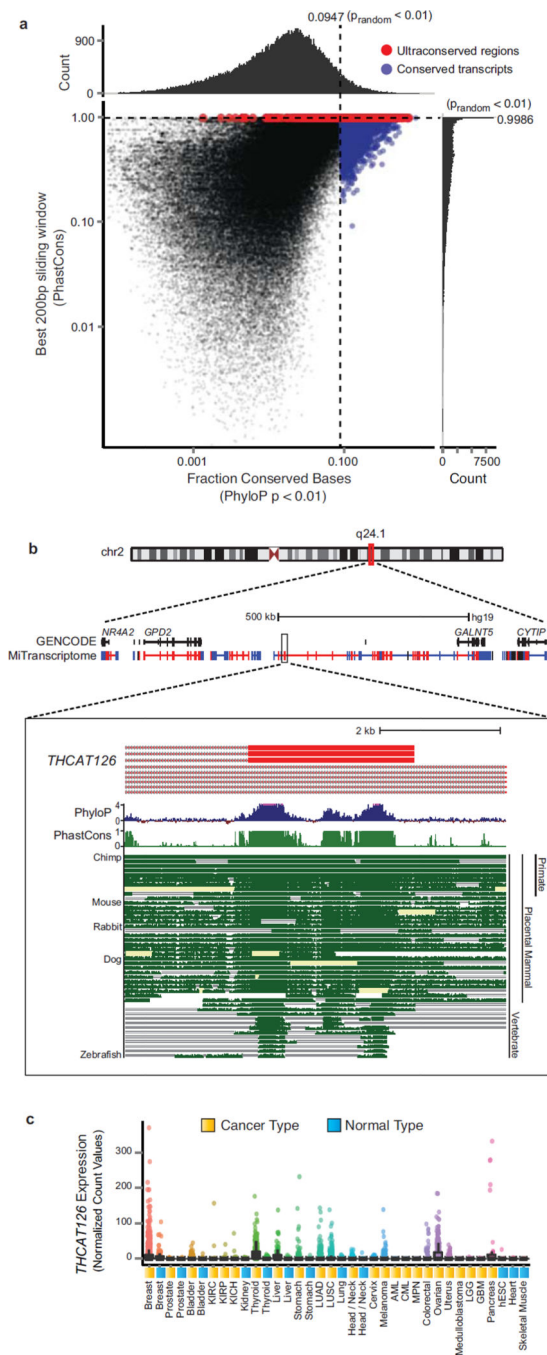 a
0.0947 (prandom < 0.01)
900
Count
0
Ultraconserved regions
Conserved transcripts
(prandom < 0.01)
0.9986
1.00
0.10
0.01
Best 200bp sliding window
(PhastCons)
0.001
0.100
Fraction Conserved Bases
(PhyloP p < 0.01)
0
7500
Count
b
q24.1
chr2
500 kb
hg19
NR4A2
GPD2
GALNT5
CYTIP
GENCODE
MiTranscriptome
2 kb
THCAT126
4
PhyloP
0
1
PhastCons
0
Chimp
Mouse
Rabbit
Dog
Zebrafish
Primate
Placental Mammal
Vertebrate
c
Cancer Type
Normal Type
THCAT126 Expression
(Normalized Count Values)
300
200
100
0
Breast
Breast
Prostate
Prostate
Bladder
Bladder
KIRC
KIRP
KICH
Kidney
Thyroid
Thyroid
Liver
Liver
Stomach
Stomach
LUAD
LUSC
Lung
Head / Neck
Head / Neck
Cervix
Melanoma
AML
CML
MPN
Colorectal
Ovarian
Uterus
Medulloblastoma
LGG
GBM
Pancreas
hESC
Heart
Skeletal Muscle